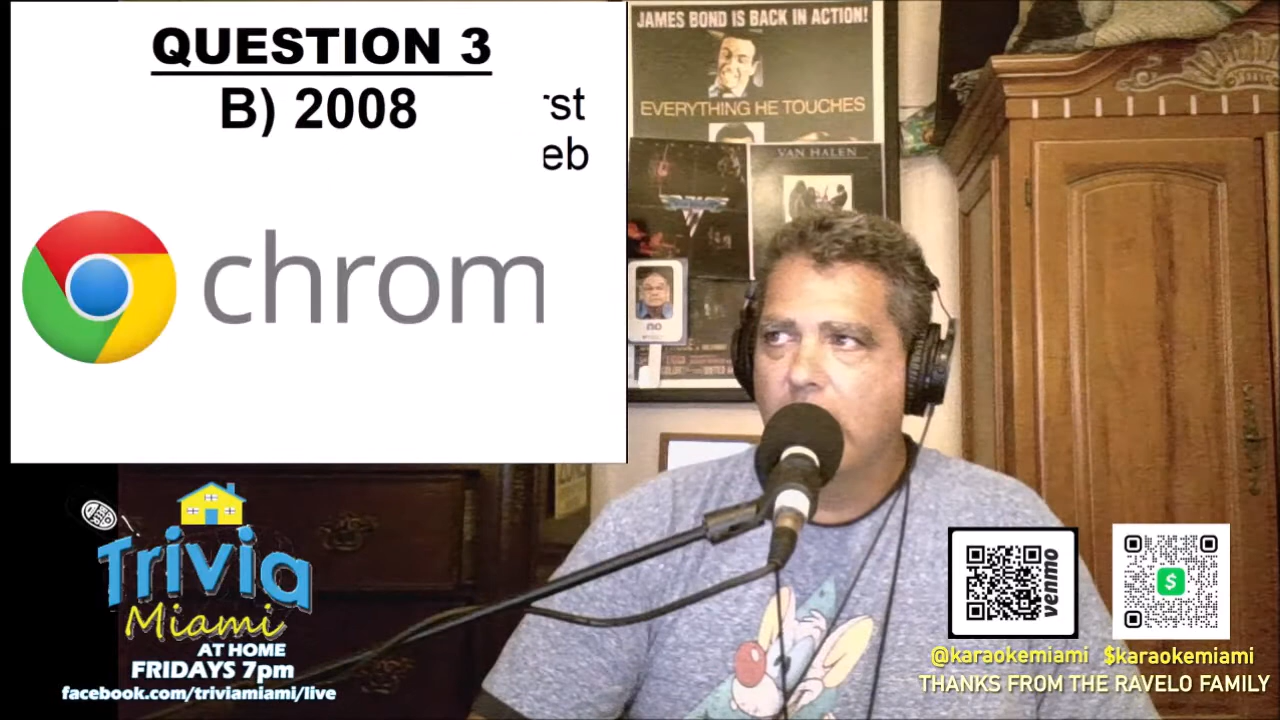 QUESTION 3
B) 2008
st
eb
chrom
JAMES BOND IS BACK IN ACTION!
EVERYTHING HE TOUCHES
VAN HALEN
no
Trivia
Miami
AT HOME
FRIDAYS 7pm
facebook.com/triviamiami/live
venmo
$
@karaokemiami $karaokemiami
THANKS FROM THE RAVELO FAMILY